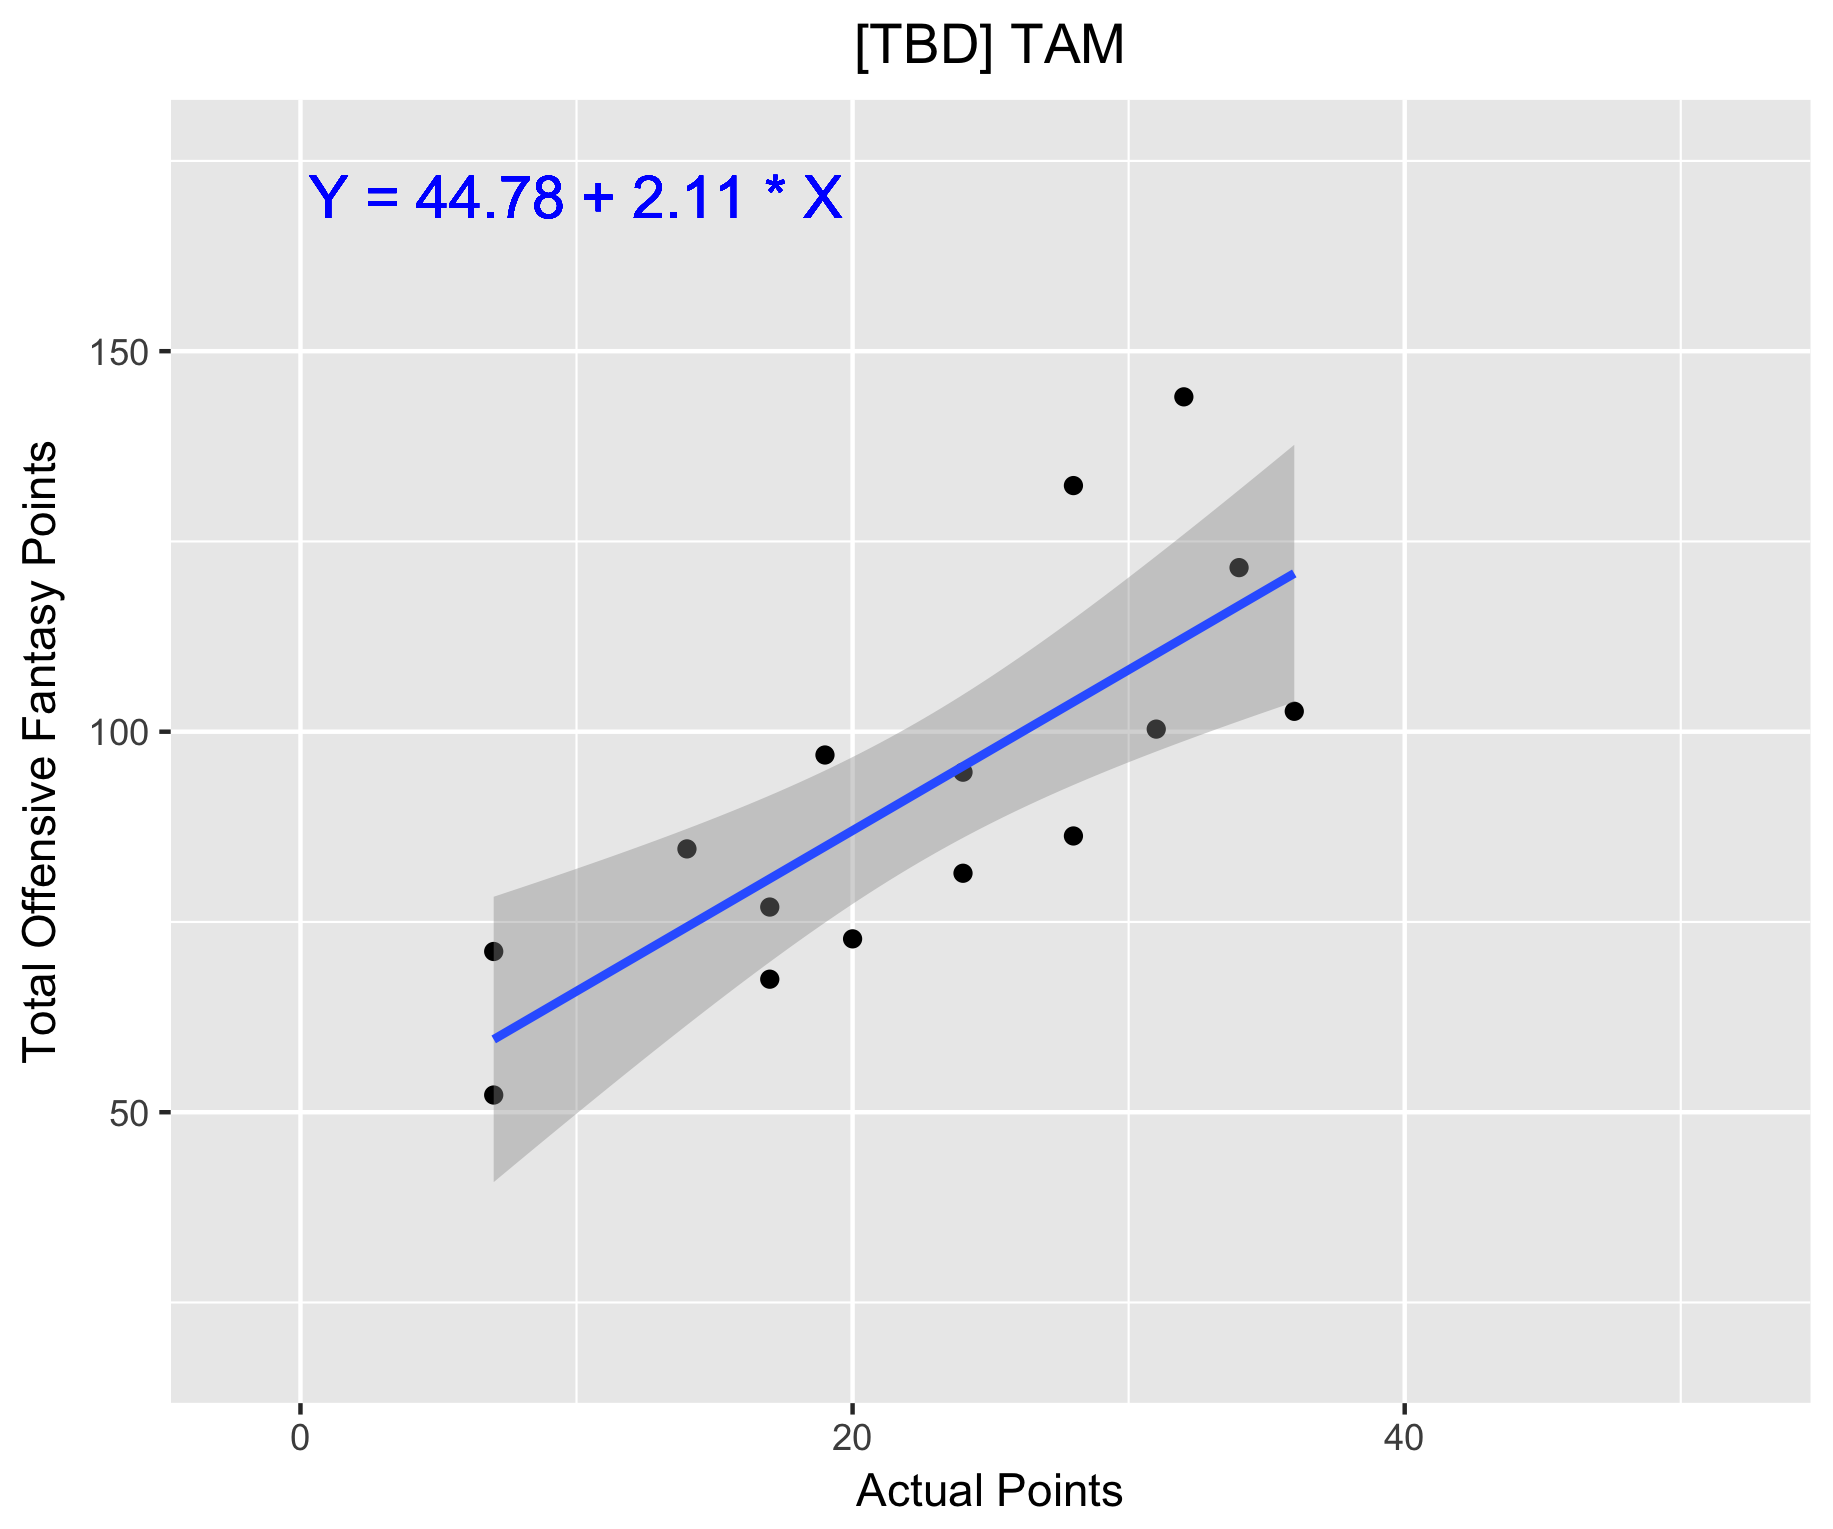 [TBD] TAM
Y = 44.78 + 2.11 * X
150
100
50
Total Offensive Fantasy Points
0
20
40
Actual Points